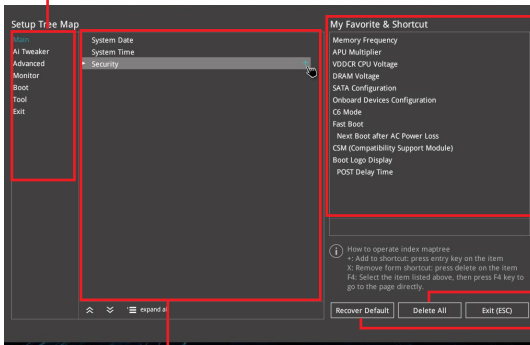 Setup Tree Map
Main
Ai Tweaker
Advanced
Monitor
Boot
Tool
Exit
System Date
System Time
Security
expand al
My Favorite & Shortcut
Memory Frequency
APU Multiplier
VDDCR CPU Voltage
DRAM Voltage
SATA Configuration
Onboard Devices Configuration
C6 Mode
Fast Boot
Next Boot after AC Power Loss
CSM (Compatibility Support Module)
Boot Logo Display
POST Delay Time
How to operate index maptree
+: Add to shortcut: press entry key on the item
X: Remove form shortcut: press delete on the item
F4: Select the item listed above, then press F4 key to
go to the page directly.
Recover Default
Delete All
Exit (ESC)